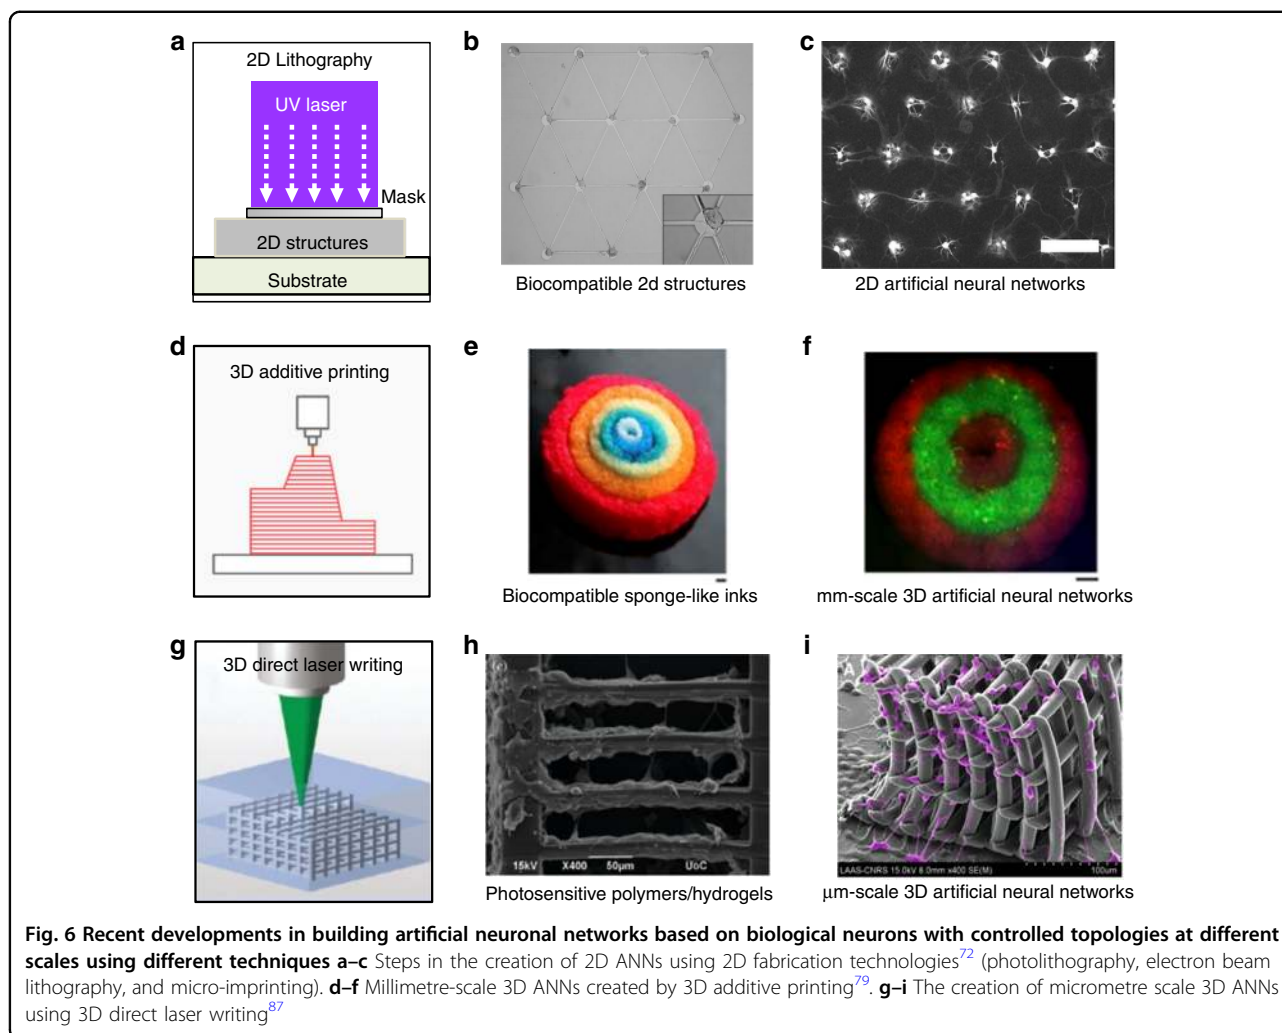 a
2D Lithography
UV laser
Mask
2D structures
Substrate
b
Biocompatible 2d structures
c
2D artificial neural networks
d
3D additive printing
e
Biocompatible sponge-like inks
f
mm-scale 3D artificial neural networks
g
3D direct laser writing
h
15kV X400 50μm UoC
Photosensitive polymers/hydrogels
i
A
LAAS-CNRS 15.0kV 8.0mm x400 SE(M) 100um
μm-scale 3D artificial neural networks
Fig. 6 Recent developments in building artificial neuronal networks based on biological neurons with controlled topologies at different
scales using different techniques a–c Steps in the creation of 2D ANNs using 2D fabrication technologies72 (photolithography, electron beam
lithography, and micro-imprinting). d–f Millimetre-scale 3D ANNs created by 3D additive printing79. g–i The creation of micrometre scale 3D ANNs
using 3D direct laser writing87